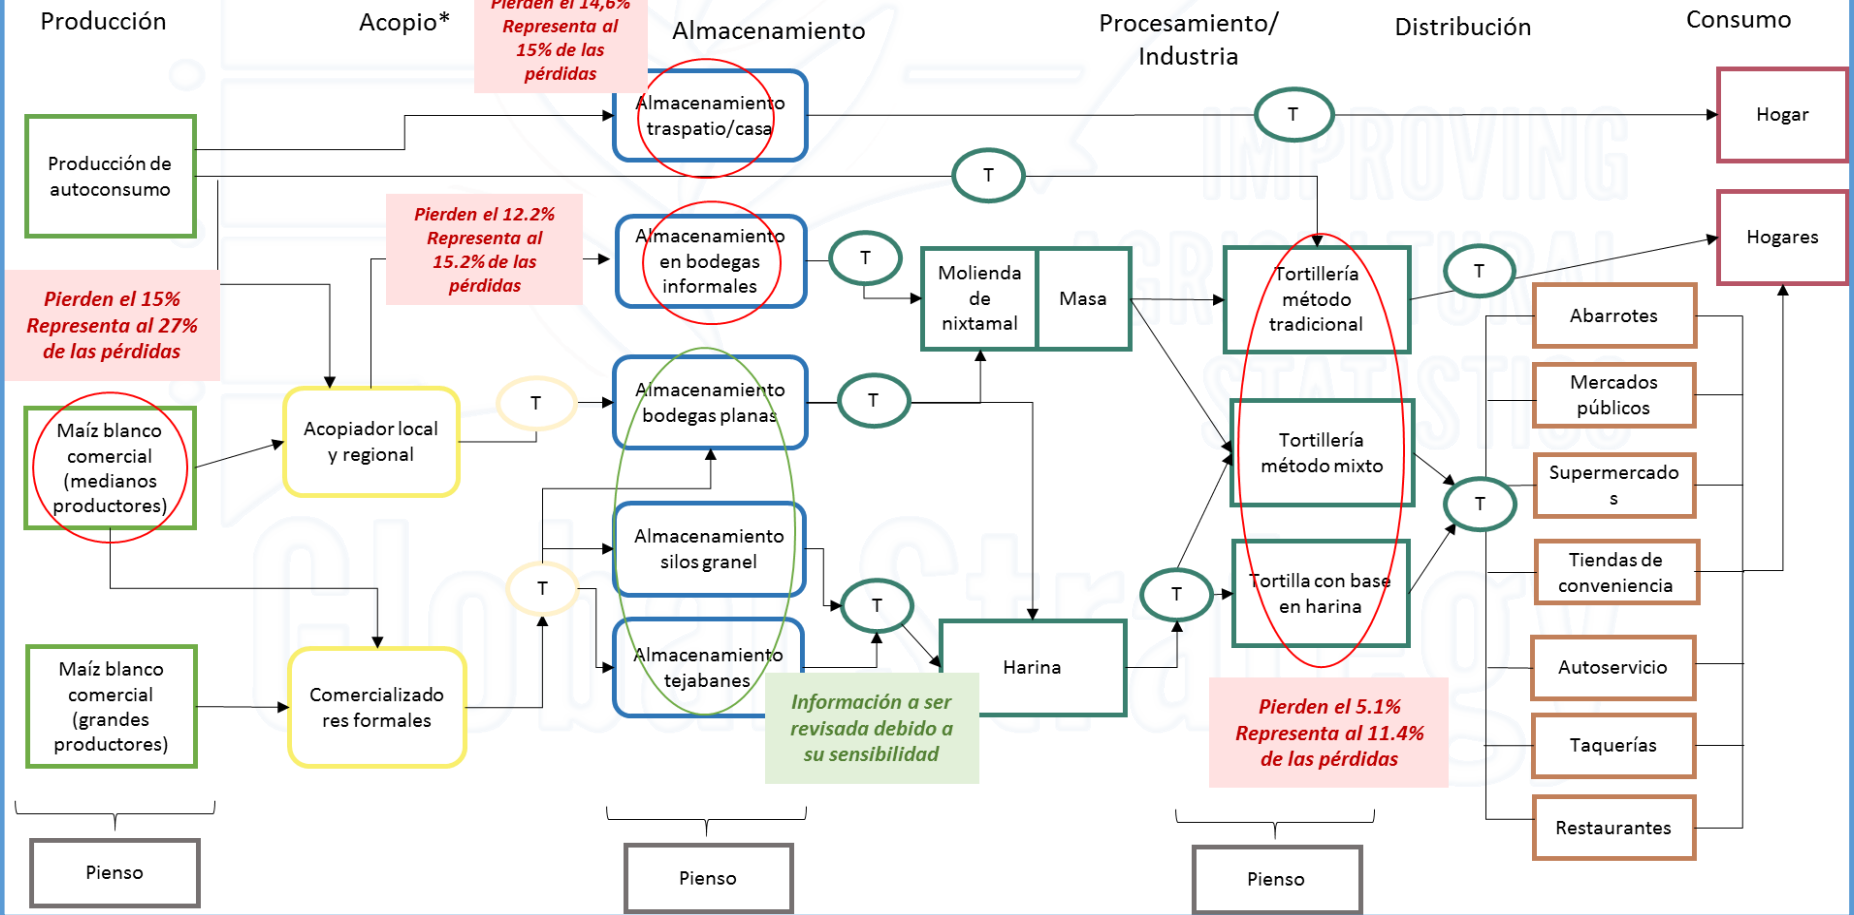 Producción
Acopio*
Pierden el 14,6%
Representa al
15% de las
pérdidas
Almacenamiento
Procesamiento/
Industria
Distribución
Consumo
Almacenamiento
traspatio/casa
T
Hogar
Producción de
autoconsumo
T
Pierden el 12.2%
Representa al
15.2% de las
pérdidas
Almacenamiento
en bodegas
informales
T
Molienda
de
nixtamal
Masa
Tortillería
método
tradicional
T
Hogares
Pierden el 15%
Representa al 27%
de las pérdidas
Abarrotes
Maíz blanco
comercial
(medianos
productores)
Acopiador local
y regional
T
Almacenamiento
bodegas planas
T
Tortillería
método mixto
Mercados
públicos
T
Supermercado
s
Almacenamiento
silos granel
T
T
T
Tortilla con base
en harina
Tiendas de
conveniencia
Maíz blanco
comercial
(grandes
productores)
Comercializado
res formales
Almacenamiento
tejabanes
Harina
Autoservicio
Información a ser
revisada debido a
su sensibilidad
Pierden el 5.1%
Representa al 11.4%
de las pérdidas
Taquerías
Restaurantes
Pienso
Pienso
Pienso
IMPROVING
AGRICULTURAL
STATISTICS
Global Strategy